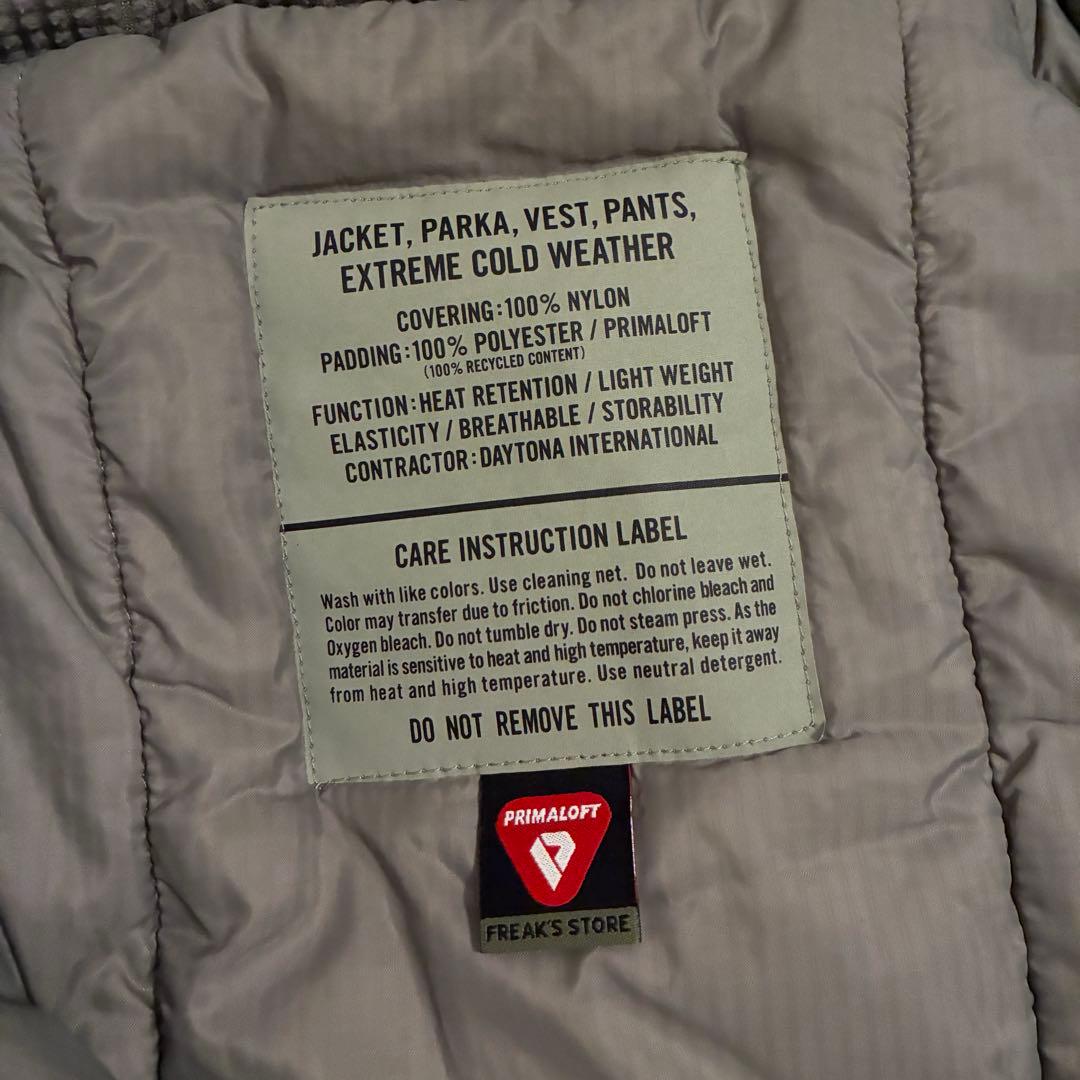 JACKET, PARKA, VEST, PANTS,
EXTREME COLD WEATHER
COVERING:100% NYLON
PADDING:100% POLYESTER / PRIMALOFT
(100% RECYCLED CONTENT)
FUNCTION:HEAT RETENTION / LIGHT WEIGHT
ELASTICITY / BREATHABLE / STORABILITY
CONTRACTOR:DAYTONA INTERNATIONAL
CARE INSTRUCTION LABEL
Wash with like colors. Use cleaning net. Do not leave wet.
Color may transfer due to friction. Do not chlorine bleach and
Oxygen bleach. Do not tumble dry. Do not steam press. As the
material is sensitive to heat and high temperature, keep it away
from heat and high temperature. Use neutral detergent.
DO NOT REMOVE THIS LABEL
PRIMALOFT
FREAK'S STORE